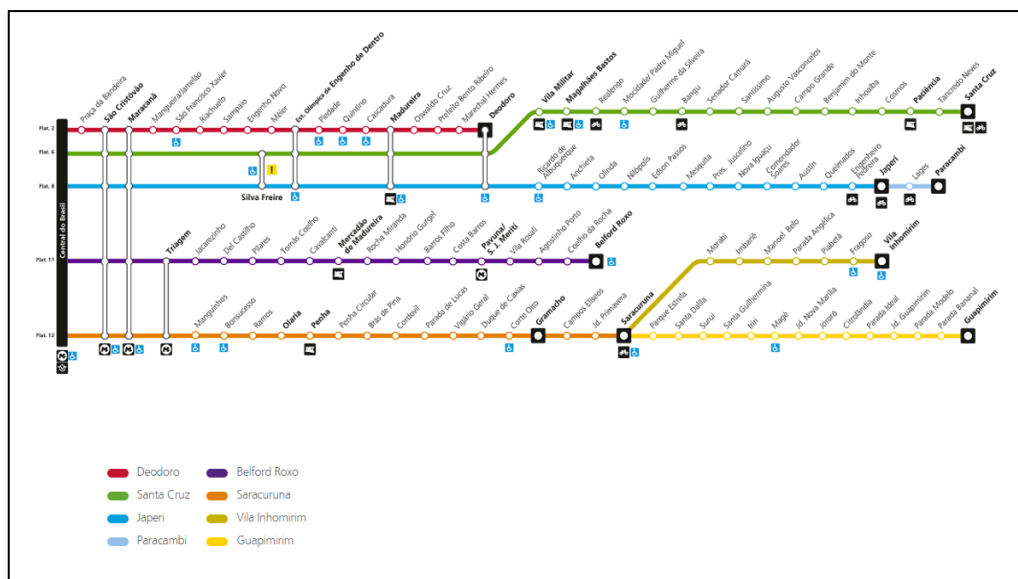 Plat. 2
Praça da Bandeira
São Cristóvão
Maracanã
Mangueira/Jamelão
São Francisco Xavier
Riachuelo
Sampaio
Engenho Novo
Méier
Est. Olímpica de Engenho de Dentro
Piedade
Quintino
Cascadura
Madureira
Oswaldo Cruz
Prefeito Bento Ribeiro
Marechal Hermes
Deodoro
Vila Militar
Magalhães Bastos
Realengo
Mocidade/ Padre Miguel
Guilherme da Silveira
Bangu
Senador Camará
Santíssimo
Augusto Vasconcelos
Campo Grande
Benjamim do Monte
Inhoaíba
Cosmos
Paciência
Tancredo Neves
Santa Cruz
Plat. 6
Silva Freire
Plat. 8
Ricardo de
Albuquerque
Anchieta
Olinda
Nilópolis
Edson Passos
Mesquita
Pres. Juscelino
Nova Iguaçu
Comendador
Soares
Austin
Queimados
Engenheiro
Pedreira
Japeri
Lages
Paracambi
Central do Brasil
Plat. 11
Triagem
Jacarezinho
Del Castilho
Pilares
Tomás Coelho
Cavalcanti
Mercadão
de Madureira
Rocha Miranda
Honório Gurgel
Barros Filho
Costa Barros
Pavuna/
S. J. Meriti
Vila Rosali
Agostinho Porto
Coelho da Rocha
Belford Roxo
Morabi
Imbariê
Manoel Belo
Parada Angélica
Piabetá
Fragoso
Vila
Inhomirim
Plat. 12
Manguinhos
Bonsucesso
Ramos
Olaria
Penha
Penha Circular
Brás de Pina
Cordovil
Parada de Lucas
Vigário Geral
Duque de Caxias
Corte Oito
Gramacho
Campos Elíseos
Jd. Primavera
Saracuruna
Parque Estrela
Santa Dalila
Suruí
Santa Guilhermina
Iriri
Magé
Jd. Nova Marília
Jororó
Citrolândia
Parada Ideal
Jd. Guapimirim
Parada Modelo
Parada Bananal
Guapimirim
Deodoro
Belford Roxo
Santa Cruz
Saracuruna
Japeri
Vila Inhomirim
Paracambi
Guapimirim